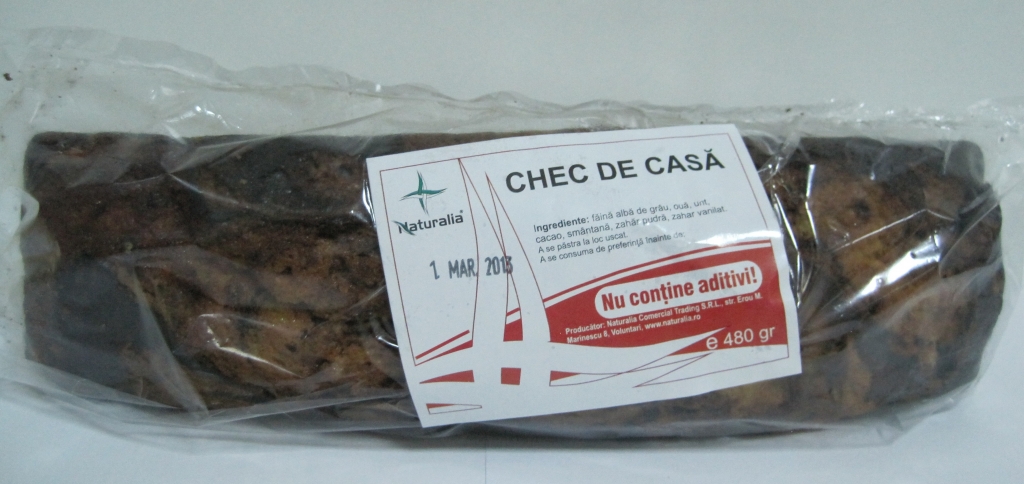 CHEC DE CASĂ
Naturalia®
Ingrediente: făină albă de grâu, ouă, unt,
cacao, smântană, zahăr pudră, zahar vanilat.
A se păstra la loc uscat.
A se consuma de preferinţă înainte de:
1 MAR. 2013
Nu conţine aditivi!
Producător: Naturalia Comercial Trading S.R.L., str. Erou M.
Marinescu 8, Voluntari, www.naturalia.ro
e 480 gr